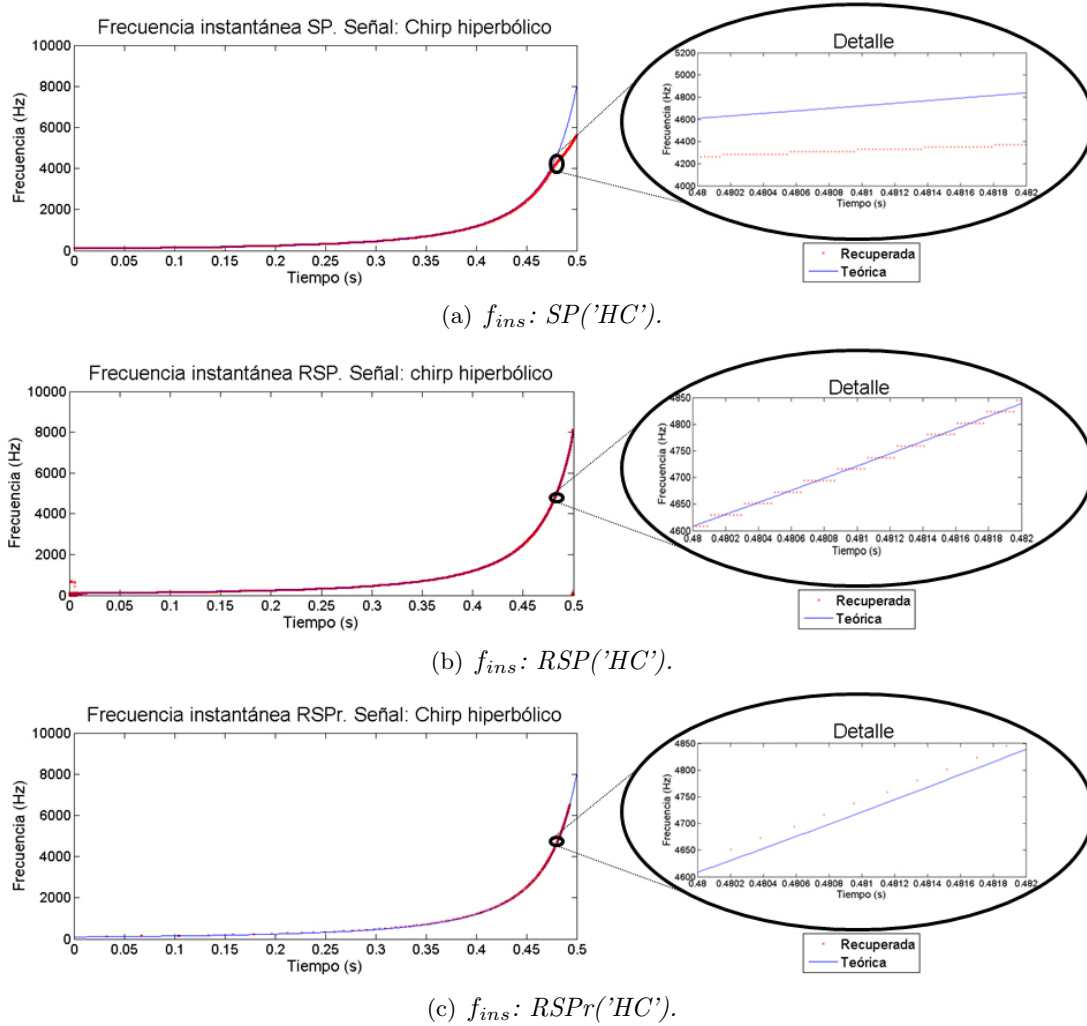 Frecuencia instantánea SP. Señal: Chirp hiperbólico
10000
8000
6000
4000
2000
0
Frecuencia (Hz)
0 0.05 0.1 0.15 0.2 0.25 0.3 0.35 0.4 0.45 0.5
Tiempo (s)
Detalle
5200
5000
4800
4600
4400
4200
4000
Frecuencia (Hz)
0.48 0.4802 0.4804 0.4806 0.4808 0.481 0.4812 0.4814 0.4816 0.4818 0.482
Tiempo (s)
Recuperada
Teórica
(a) f_ins: SP('HC').
Frecuencia instantánea RSP. Señal: chirp hiperbólico
10000
8000
6000
4000
2000
0
Frecuencia (Hz)
0 0.05 0.1 0.15 0.2 0.25 0.3 0.35 0.4 0.45 0.5
Tiempo (s)
Detalle
4850
4800
4750
4700
4650
4600
Frecuencia (Hz)
0.48 0.4802 0.4804 0.4806 0.4808 0.481 0.4812 0.4814 0.4816 0.4818 0.482
Tiempo (s)
Recuperada
Teórica
(b) f_ins: RSP('HC').
Frecuencia instantánea RSPr. Señal: Chirp hiperbólico
10000
8000
6000
4000
2000
0
Frecuencia (Hz)
0 0.05 0.1 0.15 0.2 0.25 0.3 0.35 0.4 0.45 0.5
Tiempo (s)
Detalle
4850
4800
4750
4700
4650
4600
Frecuencia (Hz)
0.48 0.4802 0.4804 0.4806 0.4808 0.481 0.4812 0.4814 0.4816 0.4818 0.482
Tiempo (s)
Recuperada
Teórica
(c) f_ins: RSPr('HC').